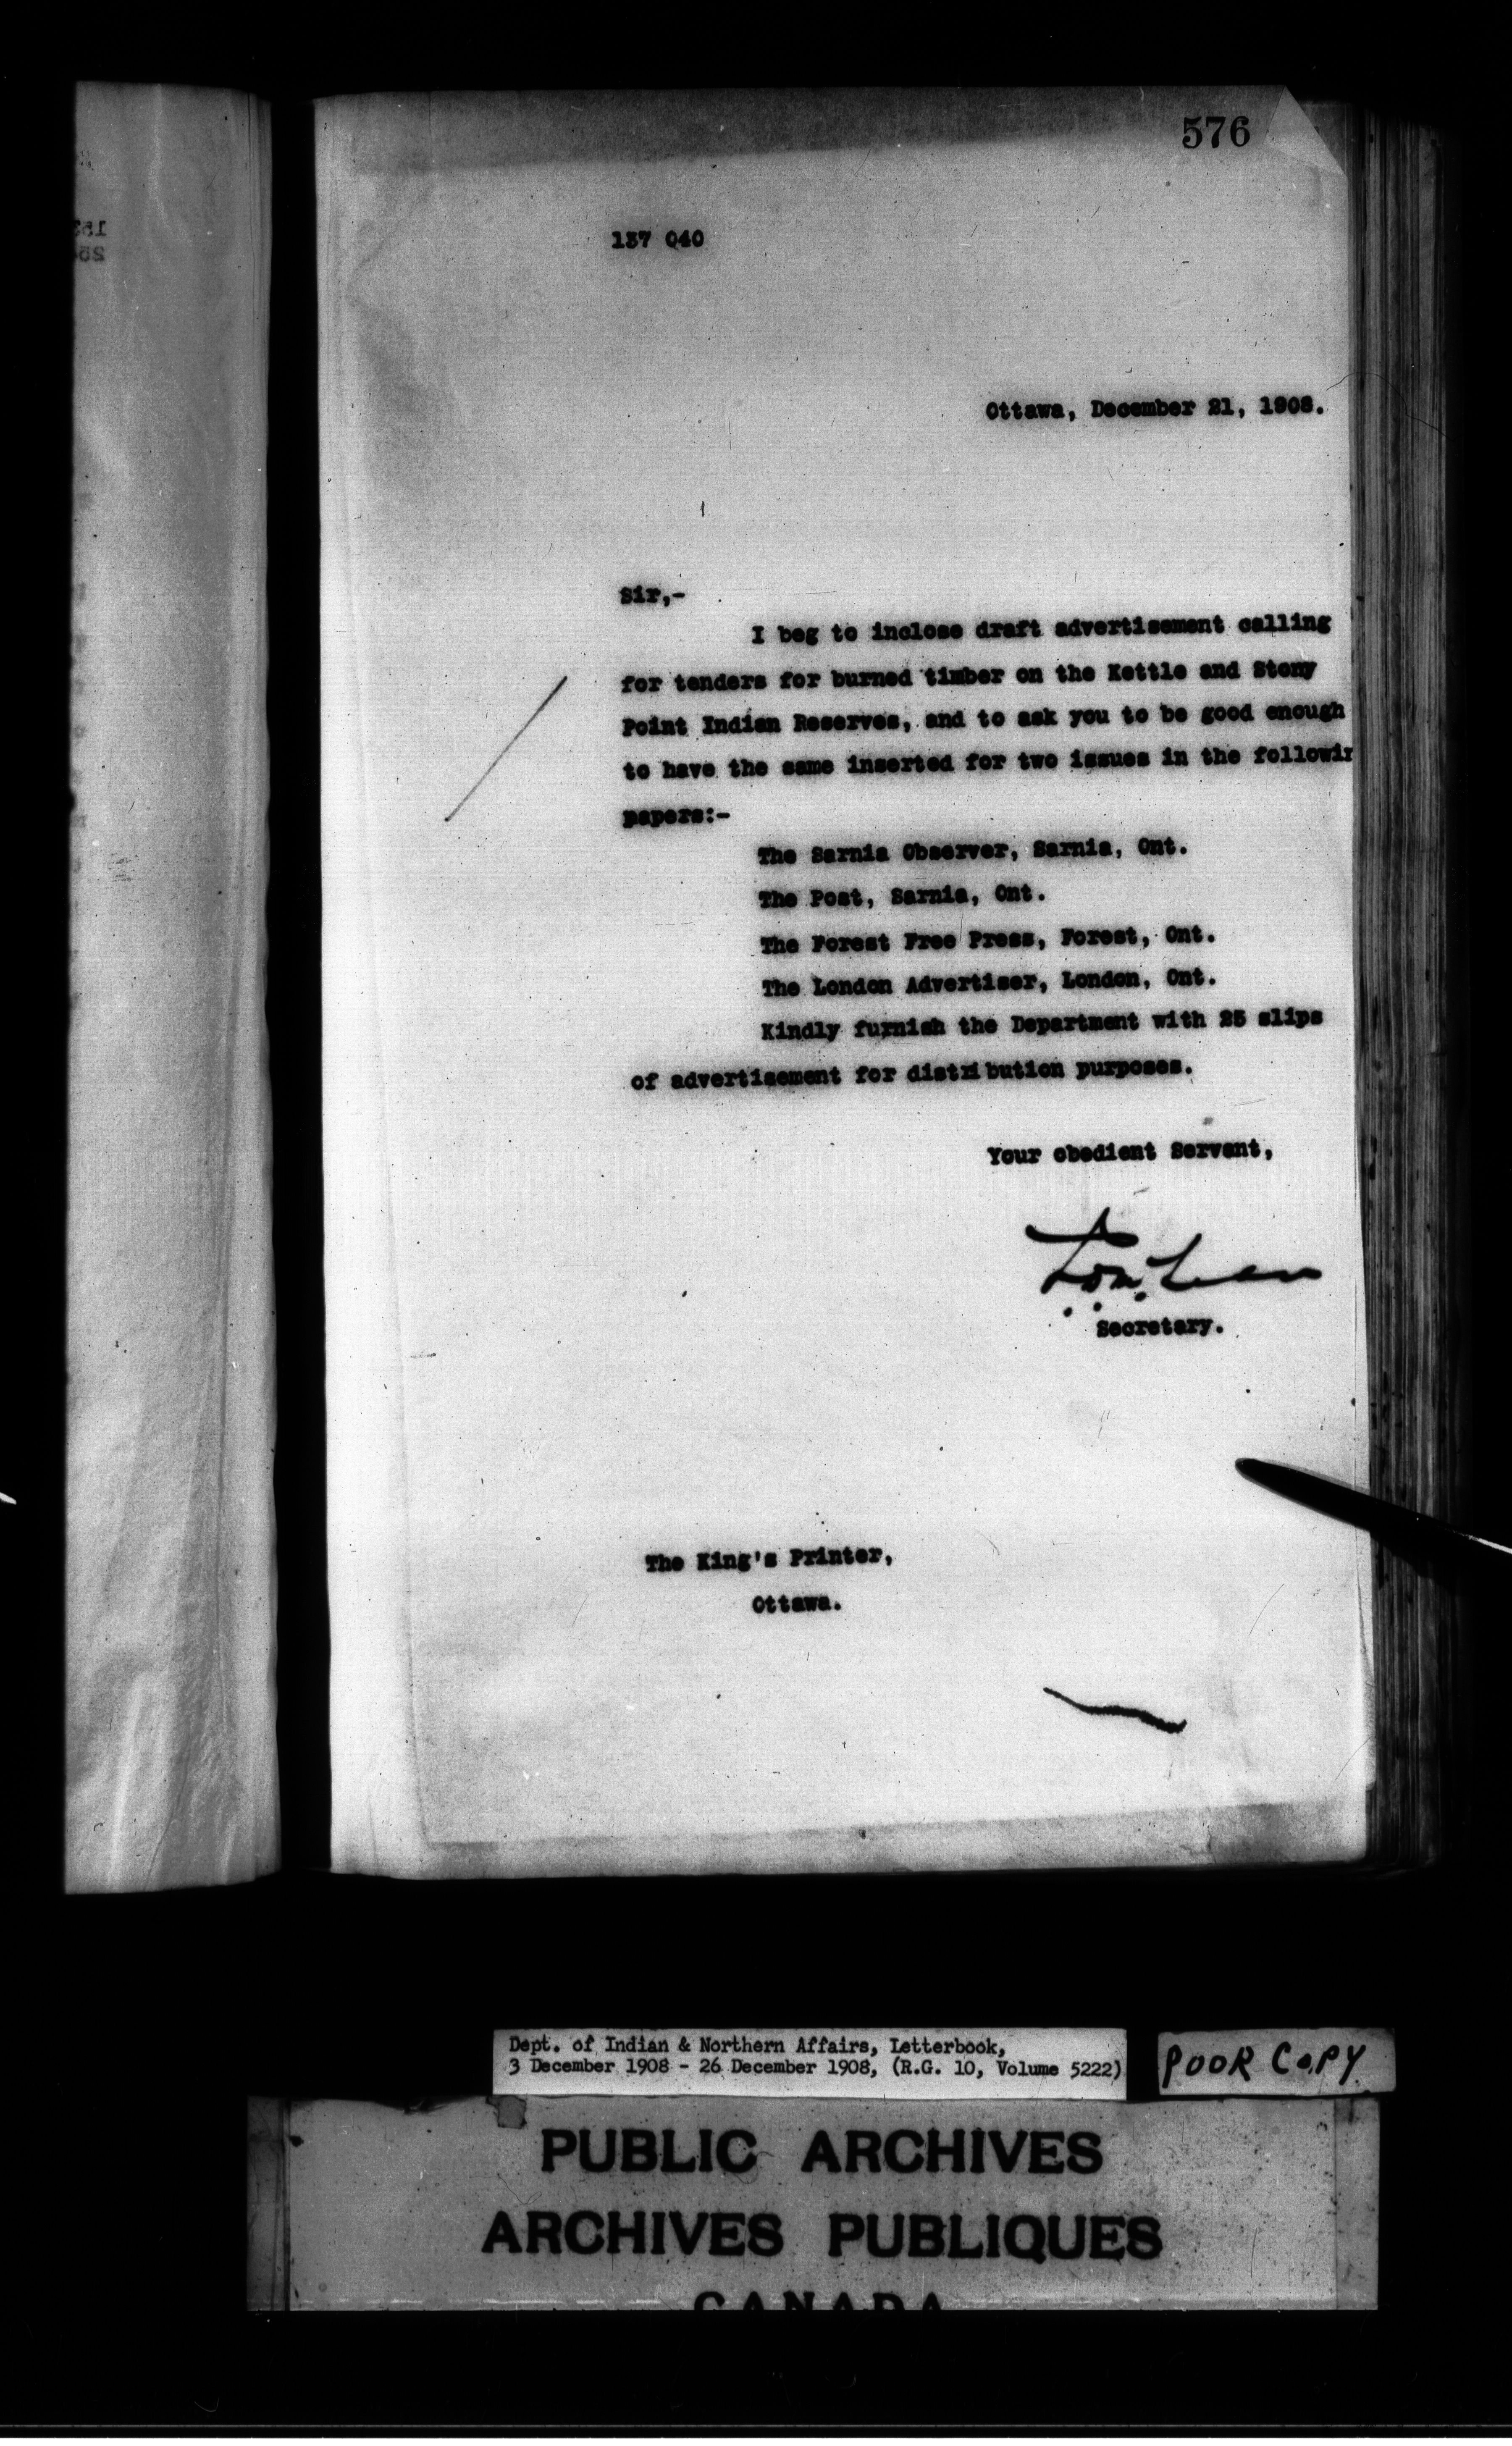 576
137 040
Ottawa, December 21, 1908.
Sir,-
I beg to inclose draft advertisement calling
for tenders for burned timber on the Kettle and Stony
Point Indian Reserves, and to ask you to be good enough
to have the same inserted for two issues in the followin
papers:-
The Sarnia Observer, Sarnia, Ont.
The Post, Sarnia, Ont.
The Forest Free Press, Forest, Ont.
The London Advertiser, London, Ont.
Kindly furnish the Department with 25 slips
of advertisement for distribution purposes.
Your obedient Servant,
Secretary.
The King's Printer,
Ottawa.
Dept. of Indian & Northern Affairs, Letterbook,
3 December 1908 - 26 December 1908, (R.G. 10, Volume 5222)
POOR COPY
PUBLIC ARCHIVES
ARCHIVES PUBLIQUES
CANADA